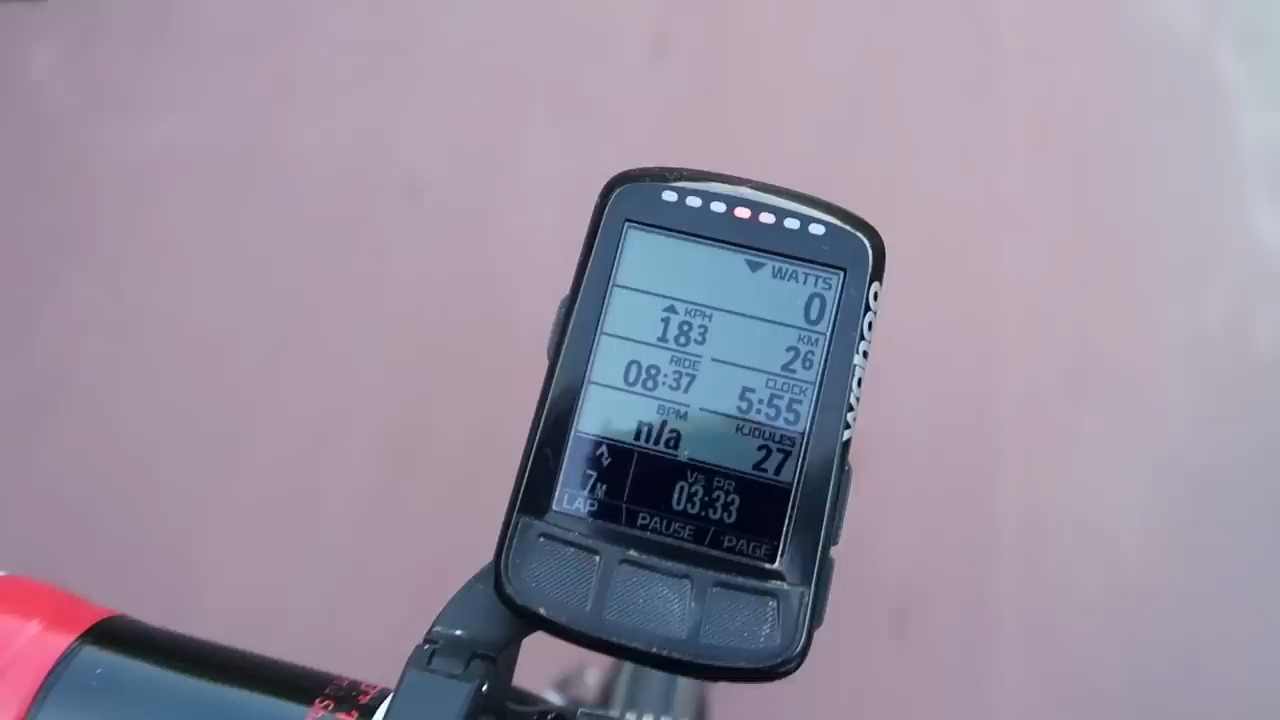 WATTS
0
KPH
183
KM
26
RIDE
08:37
CLOCK
5:55
BPM
n/a
KJOULES
27
7M
Vs PR
03:33
LAP PAUSE / PAGE
wahoo